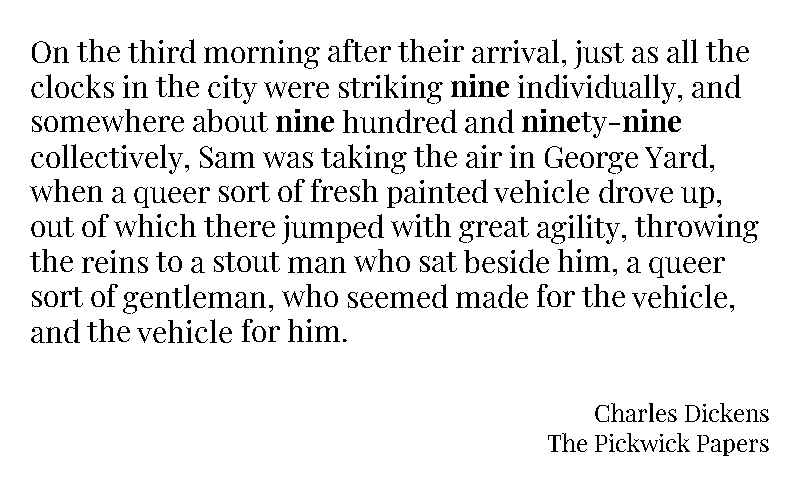 On the third morning after their arrival, just as all the
clocks in the city were striking nine individually, and
somewhere about nine hundred and ninety-nine
collectively, Sam was taking the air in George Yard,
when a queer sort of fresh painted vehicle drove up,
out of which there jumped with great agility, throwing
the reins to a stout man who sat beside him, a queer
sort of gentleman, who seemed made for the vehicle,
and the vehicle for him.
Charles Dickens
The Pickwick Papers